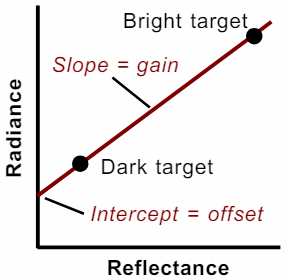 Bright target
Slope = gain
Radiance
Dark target
Intercept = offset
Reflectance